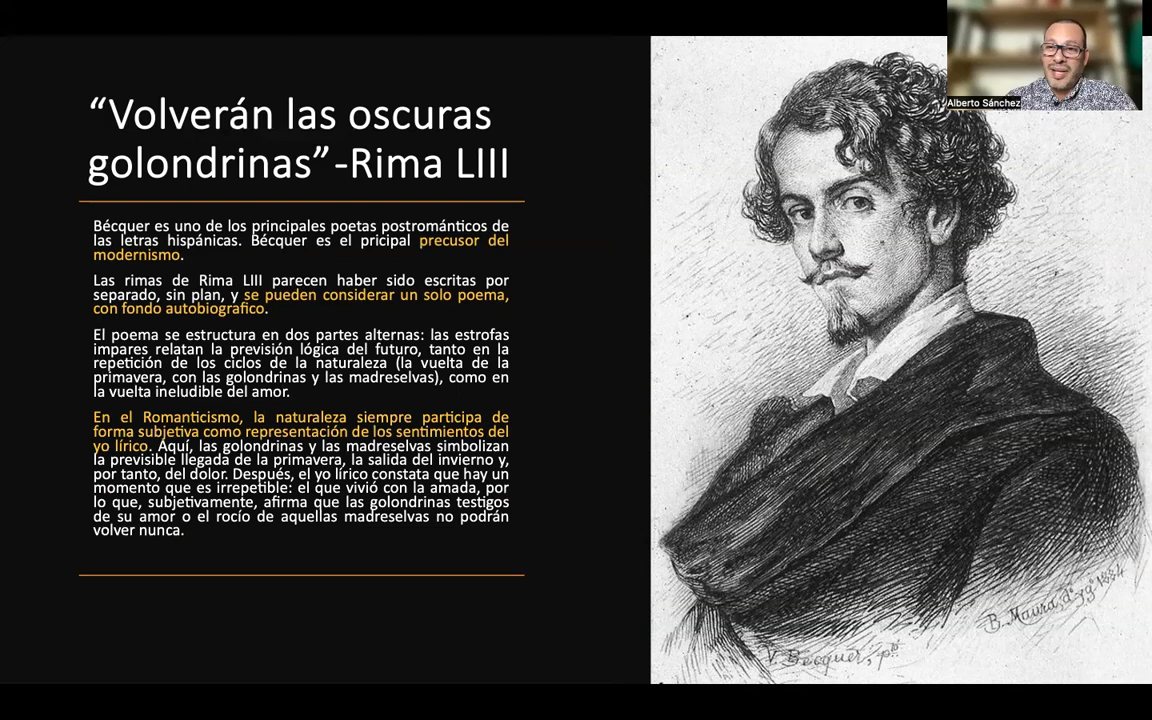 Alberto Sánchez
“Volverán las oscuras
golondrinas”-Rima LIII
Bécquer es uno de los principales poetas postrománticos de
las letras hispánicas. Bécquer es el pricipal precusor del
modernismo.
Las rimas de Rima LIII parecen haber sido escritas por
separado, sin plan, y se pueden considerar un solo poema,
con fondo autobiografico.
El poema se estructura en dos partes alternas: las estrofas
impares relatan la previsión lógica del futuro, tanto en la
repetición de los ciclos de la naturaleza (la vuelta de la
primavera, con las golondrinas y las madreselvas), como en
la vuelta ineludible del amor.
En el Romanticismo, la naturaleza siempre participa de
forma subjetiva como representación de los sentimientos del
yo lírico. Aquí, las golondrinas y las madreselvas simbolizan
la previsible llegada de la primavera, la salida del invierno y,
por tanto, del dolor. Después, el yo lírico constata que hay un
momento que es irrepetible: el que vivió con la amada, por
lo que, subjetivamente, afirma que las golondrinas testigos
de su amor o el rocío de aquellas madreselvas no podrán
volver nunca.
B. Maura, dº y gº 1884
V. Becquer, ptó